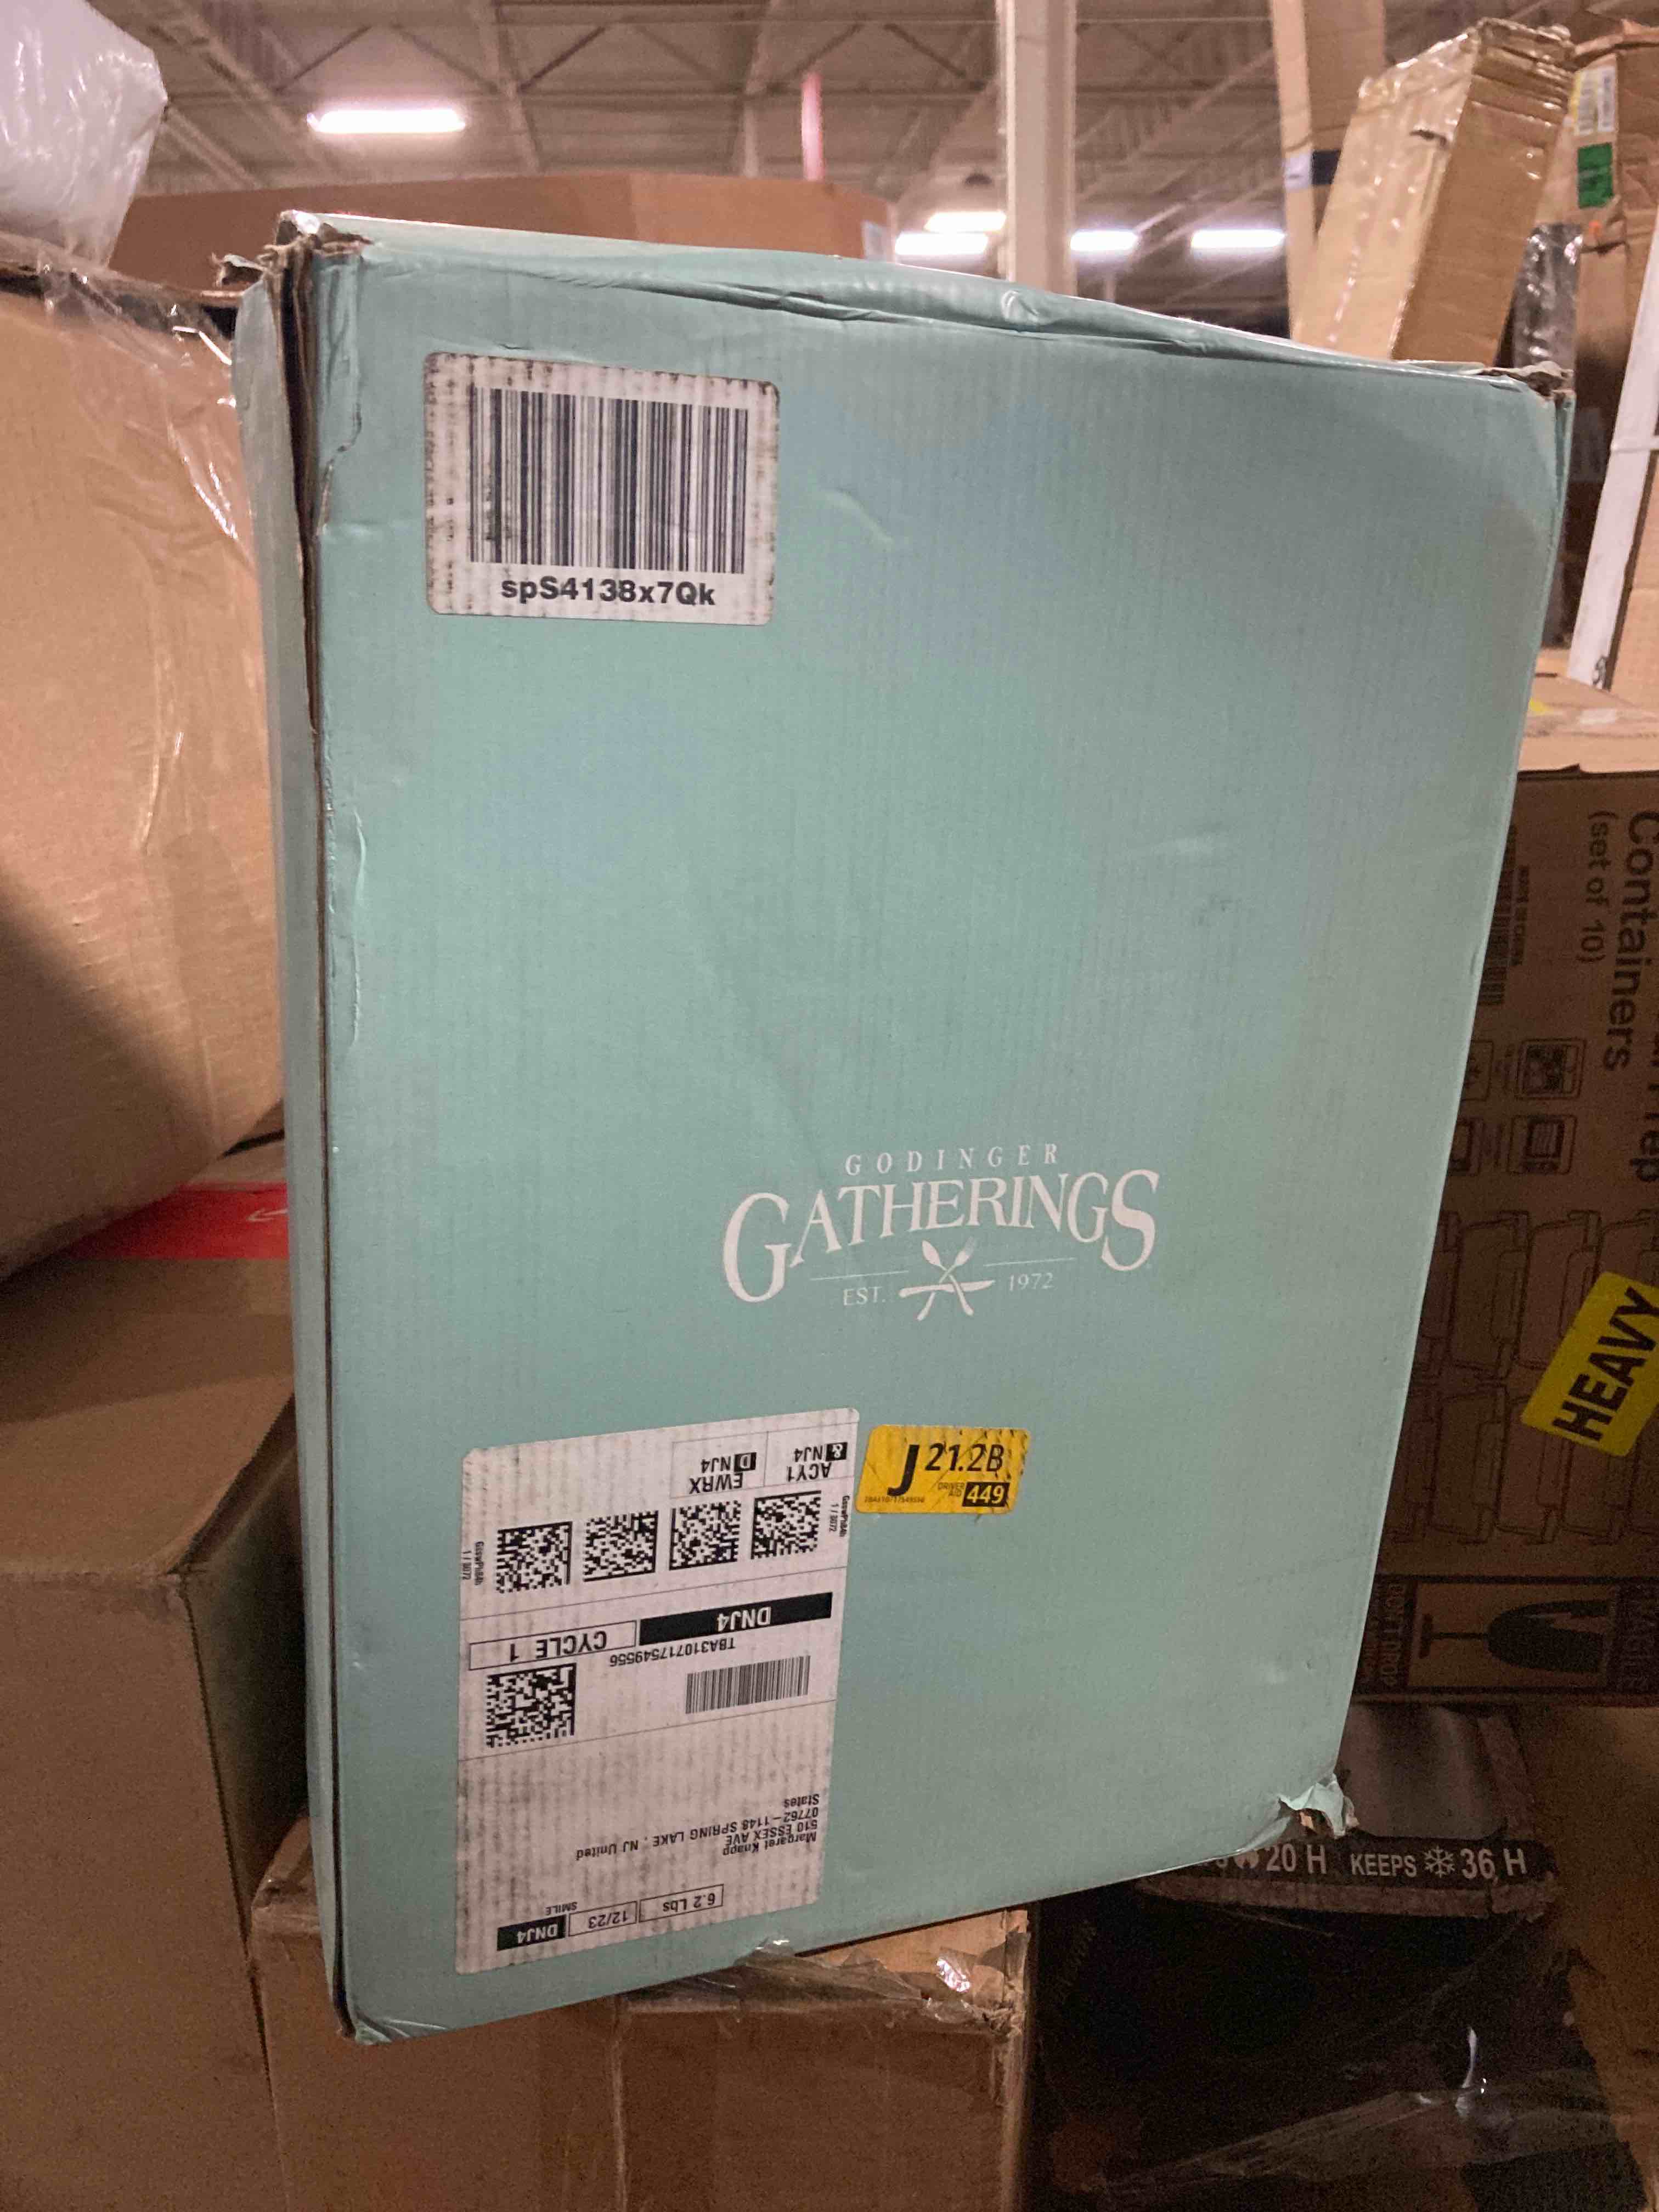 spS4138x7Qk
GODINGER
GATHERINGS
EST. 1972
J 21.2B
DRIVER
AID 449
DNJ4
12/23
6.2 Lbs
SMILE
Margaret Knapp
510 ESSEX AVE
07762-1148 SPRING LAKE, NJ United
States
TBA310717549556
DNJ4
CYCLE 1
ACY1
& NJ4
EWRX
D NJ4
Containers
(set of 10)
HEAVY
20 H KEEPS 36 H